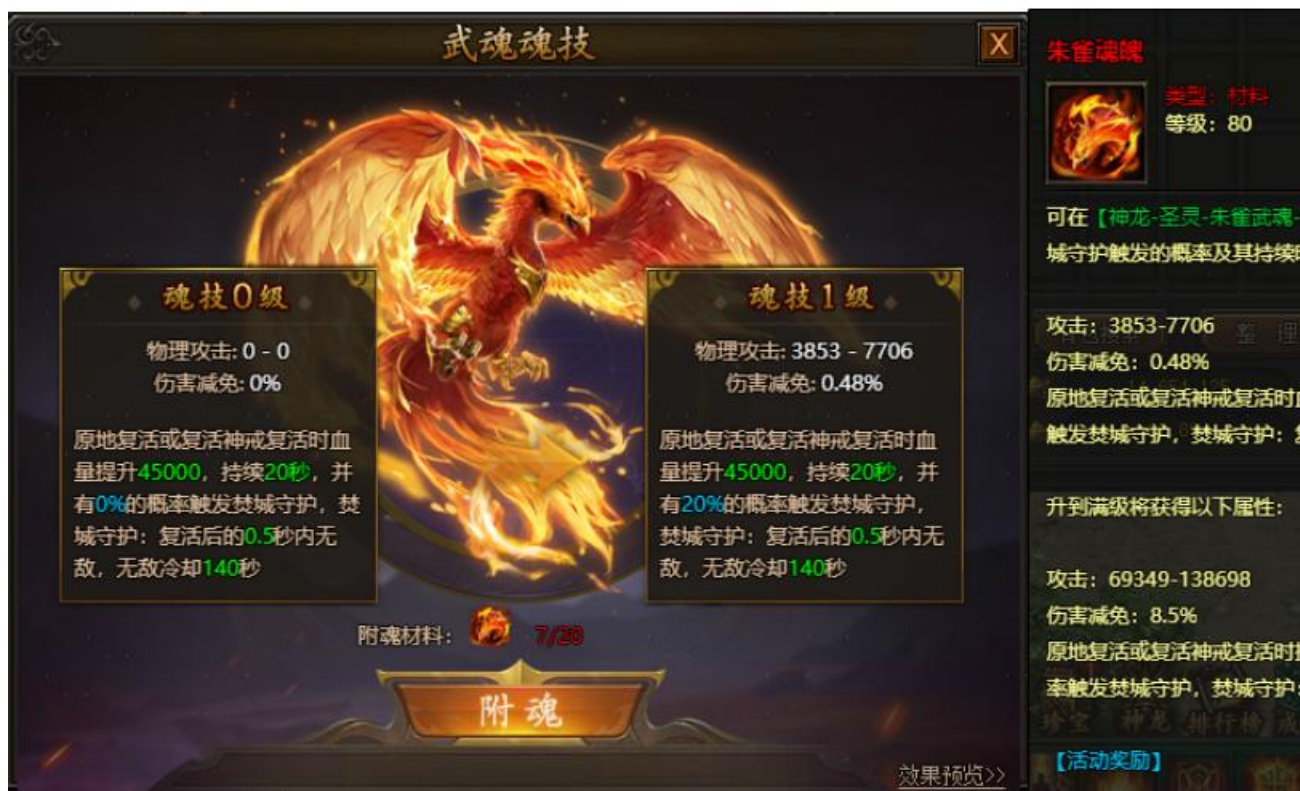 武魂魂技
X
魂技0级
物理攻击: 0 - 0
伤害减免: 0%
原地复活或复活神戒复活时血
量提升45000，持续20秒，并
有0%的概率触发焚城守护，焚
城守护：复活后的0.5秒内无
敌，无敌冷却140秒
魂技1级
物理攻击: 3853 - 7706
伤害减免: 0.48%
原地复活或复活神戒复活时血
量提升45000，持续20秒，并
有20%的概率触发焚城守护，
焚城守护：复活后的0.5秒内无
敌，无敌冷却140秒
附魂材料： 7/20
附魂
效果预览>>
朱雀魂魄
类型：材料
等级：80
可在【神龙-圣灵-朱雀武魂-
城守护触发的概率及其持续
攻击：3853-7706
整理
伤害减免：0.48%
原地复活或复活神戒复活时
触发焚城守护，焚城守护：
升到满级将获得以下属性：
攻击：69349-138698
伤害减免：8.5%
原地复活或复活神戒复活时
率触发焚城守护，焚城守护：
珍宝 神龙 排行榜 成
【活动奖励】